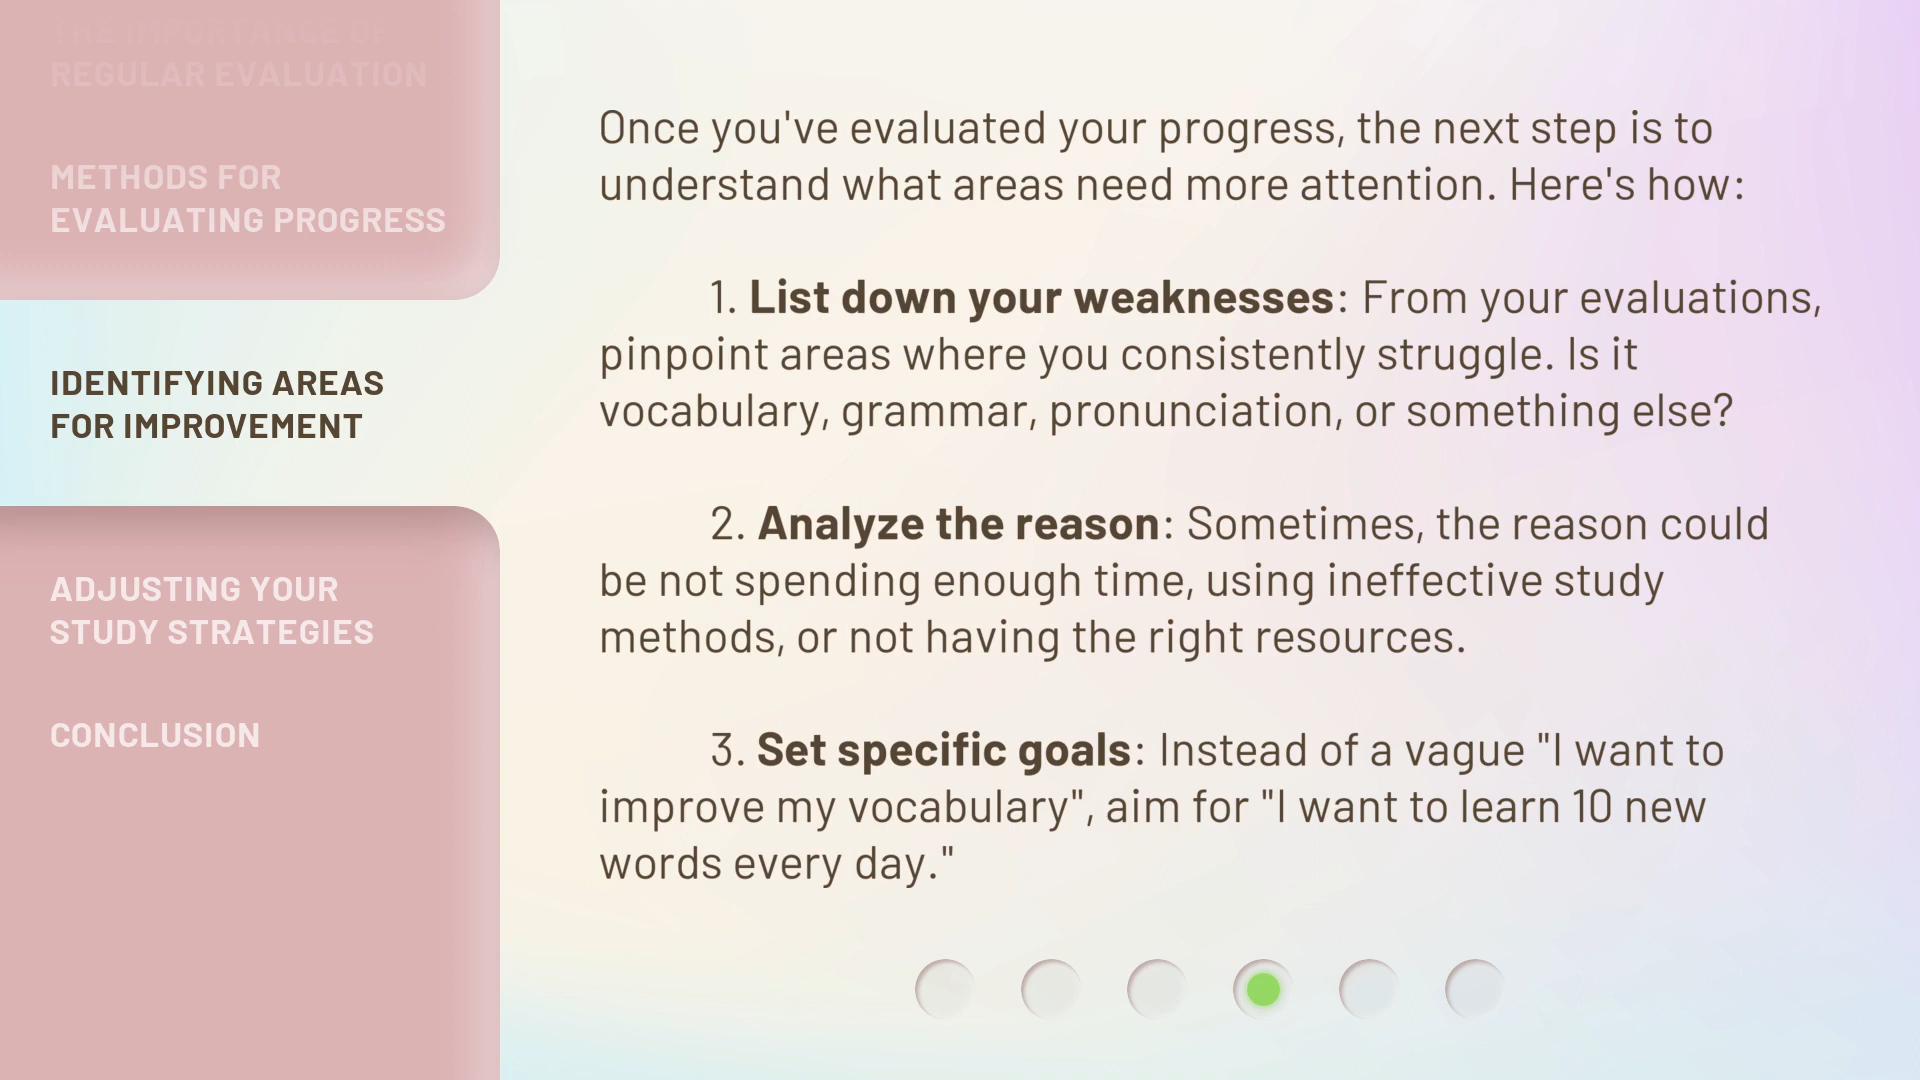 THE IMPORTANCE OF
REGULAR EVALUATION
METHODS FOR
EVALUATING PROGRESS
IDENTIFYING AREAS
FOR IMPROVEMENT
ADJUSTING YOUR
STUDY STRATEGIES
CONCLUSION
Once you've evaluated your progress, the next step is to
understand what areas need more attention. Here's how:
1. List down your weaknesses: From your evaluations,
pinpoint areas where you consistently struggle. Is it
vocabulary, grammar, pronunciation, or something else?
2. Analyze the reason: Sometimes, the reason could
be not spending enough time, using ineffective study
methods, or not having the right resources.
3. Set specific goals: Instead of a vague "I want to
improve my vocabulary", aim for "I want to learn 10 new
words every day."